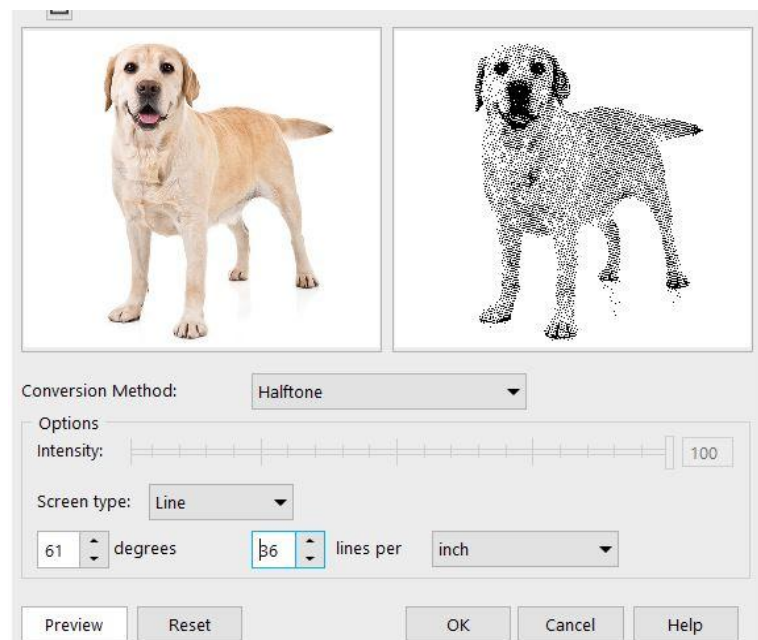 Conversion Method: Halftone
Options
Intensity: 100
Screen type: Line
61 degrees 36 lines per inch
Preview Reset OK Cancel Help